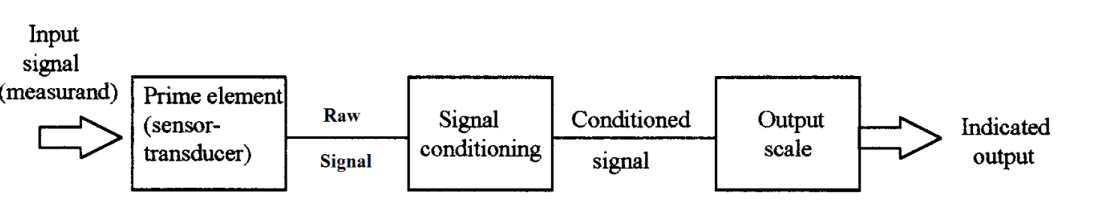 Input
signal
(measurand)
Prime element
(sensor-
transducer)
Raw
Signal
Signal
conditioning
Conditioned
signal
Output
scale
Indicated
output